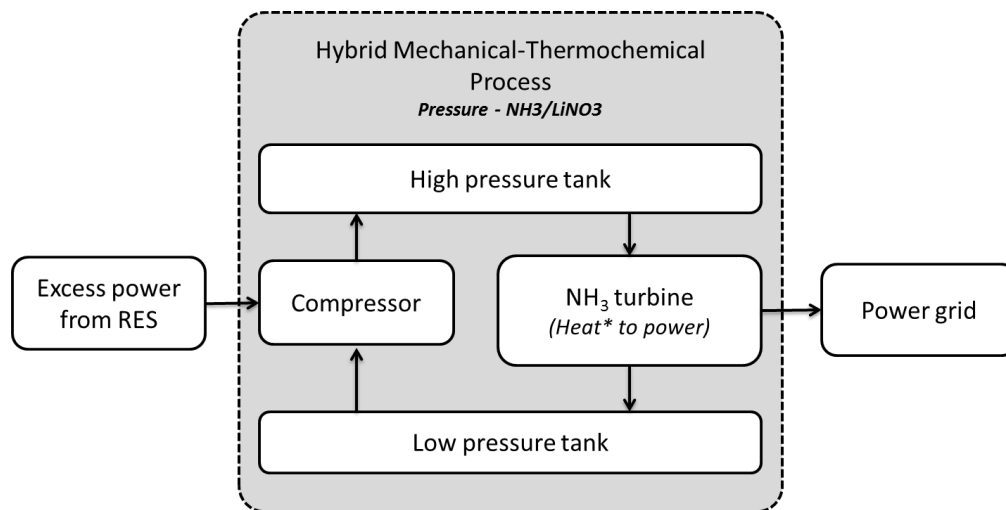 Hybrid Mechanical-Thermochemical
Process
Pressure - NH3/LiNO3
High pressure tank
Excess power
from RES
Compressor
NH₃ turbine
(Heat* to power)
Power grid
Low pressure tank